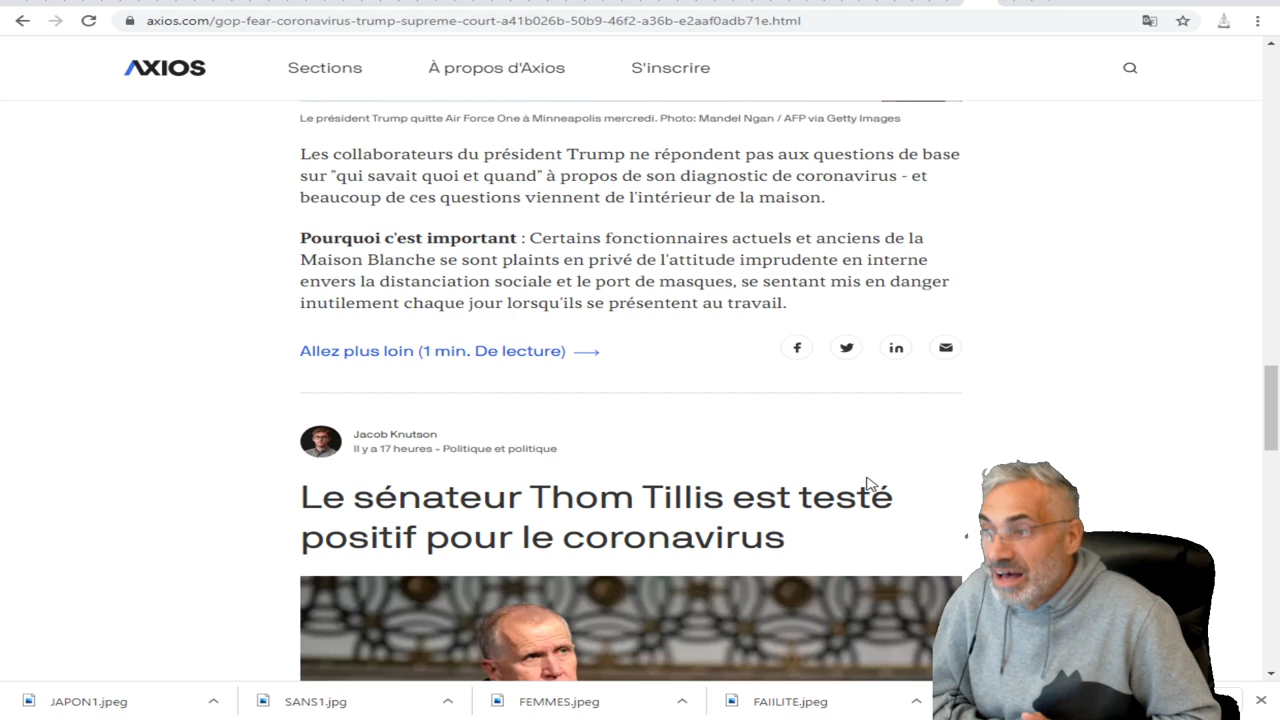 axios.com/gop-fear-coronavirus-trump-supreme-court-a41b026b-50b9-46f2-a36b-e2aaf0adb71e.html
AXIOS Sections À propos d'Axios S'inscrire
Le président Trump quitte Air Force One à Minneapolis mercredi. Photo: Mandel Ngan / AFP via Getty Images
Les collaborateurs du président Trump ne répondent pas aux questions de base
sur "qui savait quoi et quand" à propos de son diagnostic de coronavirus - et
beaucoup de ces questions viennent de l'intérieur de la maison.
Pourquoi c'est important : Certains fonctionnaires actuels et anciens de la
Maison Blanche se sont plaints en privé de l'attitude imprudente en interne
envers la distanciation sociale et le port de masques, se sentant mis en danger
inutilement chaque jour lorsqu'ils se présentent au travail.
Allez plus loin (1 min. De lecture)
Jacob Knutson
Il y a 17 heures - Politique et politique
Le sénateur Thom Tillis est testé
positif pour le coronavirus
JAPON1.jpeg SANS1.jpg FEMMES.jpeg FAIILITE.jpeg